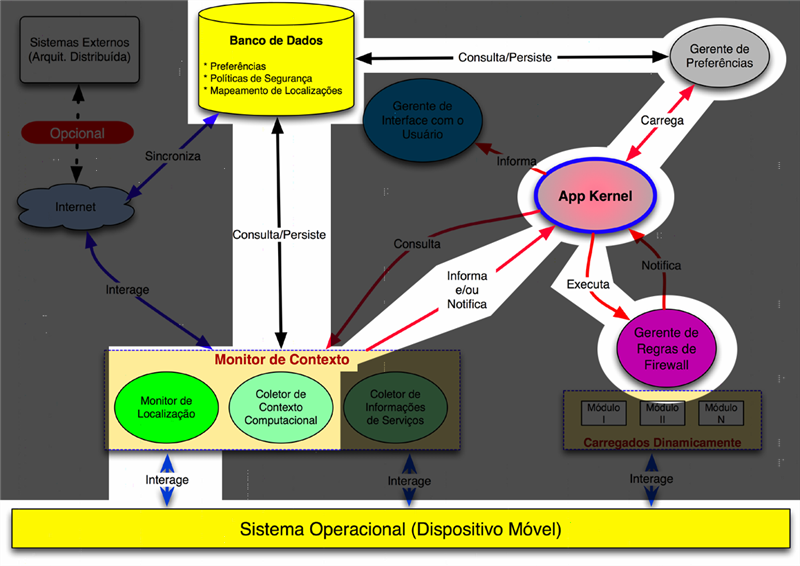 Sistemas Externos
(Arquit. Distribuída)
Banco de Dados
* Preferências
* Políticas de Segurança
* Mapeamento de Localizações
Consulta/Persiste
Gerente de
Preferências
Opcional
Sincroniza
Gerente de
Interface com o
Usuário
Carrega
Informa
Internet
App Kernel
Consulta/Persiste
Consulta
Interage
Informa
e/ou
Notifica
Executa
Notifica
Gerente de
Regras de
Firewall
Monitor de Contexto
Monitor de
Localização
Coletor de
Contexto
Computacional
Coletor de
Informações
de Serviços
Módulo
I
Módulo
II
Módulo
N
Carregados Dinamicamente
Interage
Interage
Interage
Sistema Operacional (Dispositivo Móvel)